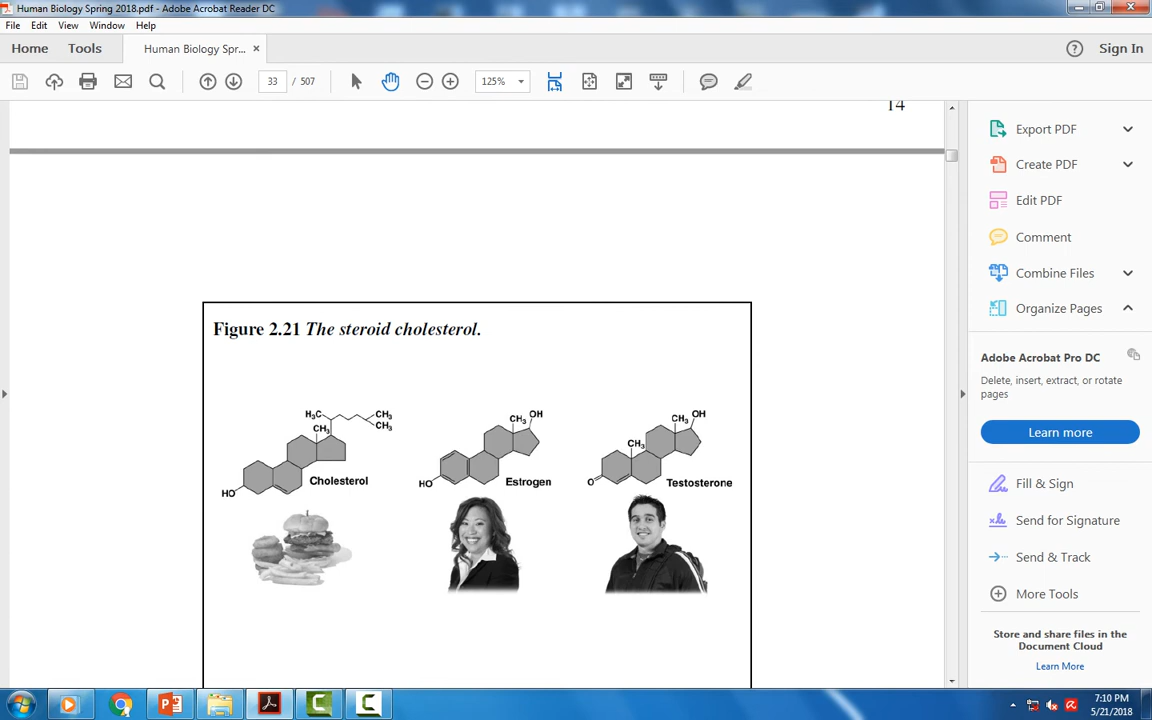 Human Biology Spring 2018.pdf - Adobe Acrobat Reader DC
File Edit View Window Help
Home Tools Human Biology Spr... × Sign In
33 / 507 125%
14
Figure 2.21 The steroid cholesterol.
H₃C CH₃ CH₃ CH₃ HO Cholesterol
OH CH₃ HO Estrogen
OH CH₃ CH₃ O Testosterone
Export PDF
Create PDF
Edit PDF
Comment
Combine Files
Organize Pages
Adobe Acrobat Pro DC
Delete, insert, extract, or rotate
pages
Learn more
Fill & Sign
Send for Signature
Send & Track
More Tools
Store and share files in the
Document Cloud
Learn More
7:10 PM
5/21/2018